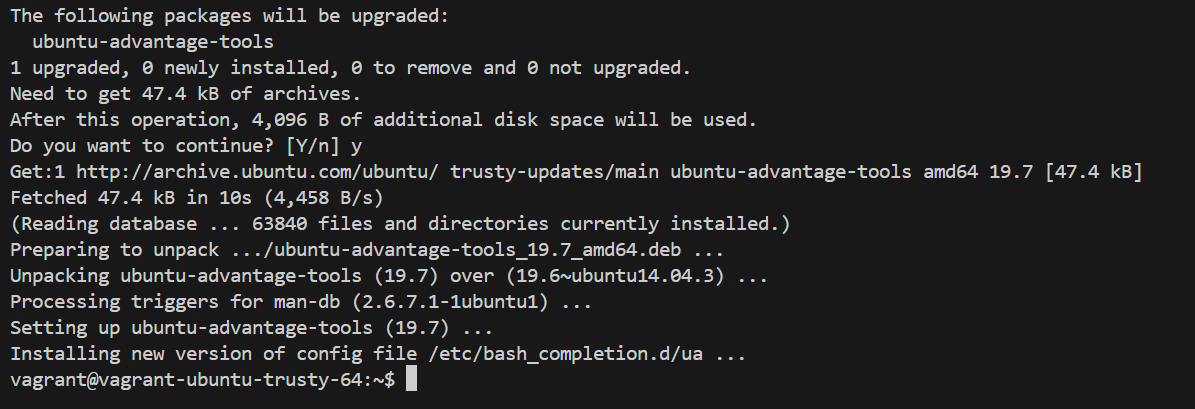 The following packages will be upgraded:
  ubuntu-advantage-tools
1 upgraded, 0 newly installed, 0 to remove and 0 not upgraded.
Need to get 47.4 kB of archives.
After this operation, 4,096 B of additional disk space will be used.
Do you want to continue? [Y/n] y
Get:1 http://archive.ubuntu.com/ubuntu/ trusty-updates/main ubuntu-advantage-tools amd64 19.7 [47.4 kB]
Fetched 47.4 kB in 10s (4,458 B/s)
(Reading database ... 63840 files and directories currently installed.)
Preparing to unpack .../ubuntu-advantage-tools_19.7_amd64.deb ...
Unpacking ubuntu-advantage-tools (19.7) over (19.6~ubuntu14.04.3) ...
Processing triggers for man-db (2.6.7.1-1ubuntu1) ...
Setting up ubuntu-advantage-tools (19.7) ...
Installing new version of config file /etc/bash_completion.d/ua ...
vagrant@vagrant-ubuntu-trusty-64:~$